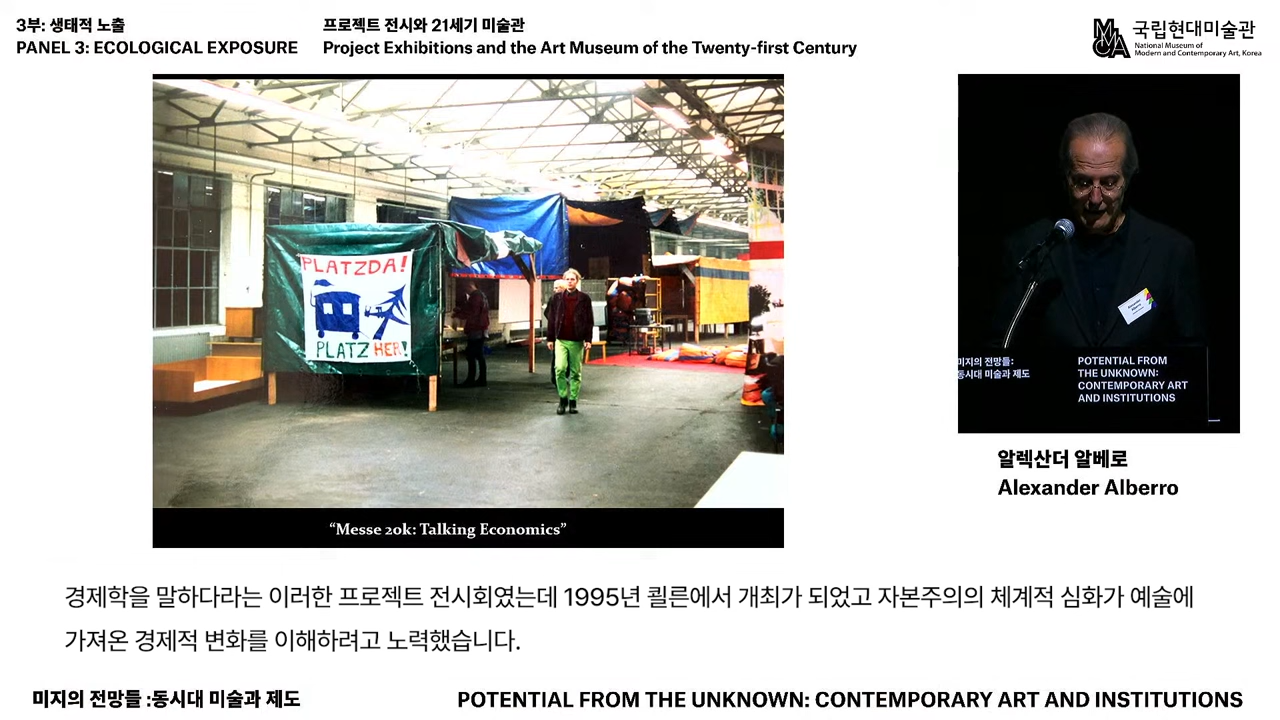 3부: 생태적 노출
PANEL 3: ECOLOGICAL EXPOSURE
프로젝트 전시와 21세기 미술관
Project Exhibitions and the Art Museum of the Twenty-first Century
국립현대미술관
National Museum of
Modern and Contemporary Art, Korea
PLATZDA!
PLATZ HER!
"Messe 20k: Talking Economics"
미지의 전망들:
동시대 미술과 제도
POTENTIAL FROM
THE UNKNOWN:
CONTEMPORARY ART
AND INSTITUTIONS
알렉산더 알베로
Alexander Alberro
경제학을 말하다라는 이러한 프로젝트 전시회였는데 1995년 퀼른에서 개최가 되었고 자본주의의 체계적 심화가 예술에
가져온 경제적 변화를 이해하려고 노력했습니다.
미지의 전망들 :동시대 미술과 제도
POTENTIAL FROM THE UNKNOWN: CONTEMPORARY ART AND INSTITUTIONS